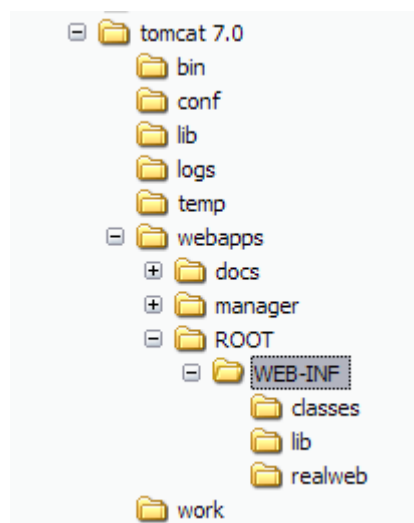 tomcat 7.0
bin
conf
lib
logs
temp
webapps
docs
manager
ROOT
WEB-INF
classes
lib
realweb
work